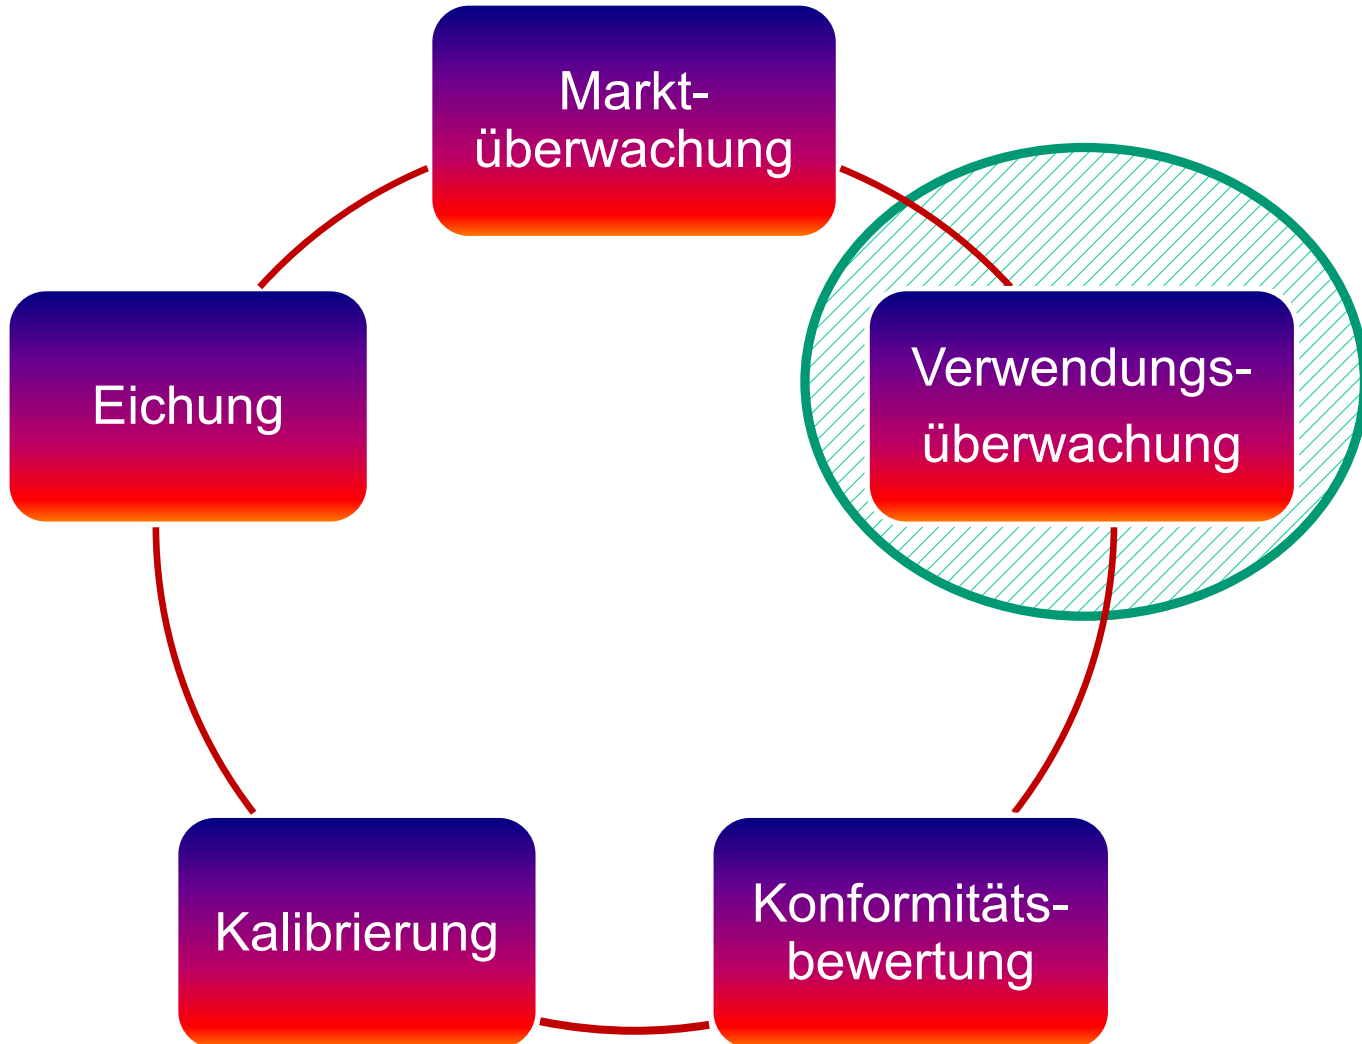 Markt-
überwachung
Verwendungs-
überwachung
Eichung
Kalibrierung
Konformitäts-
bewertung